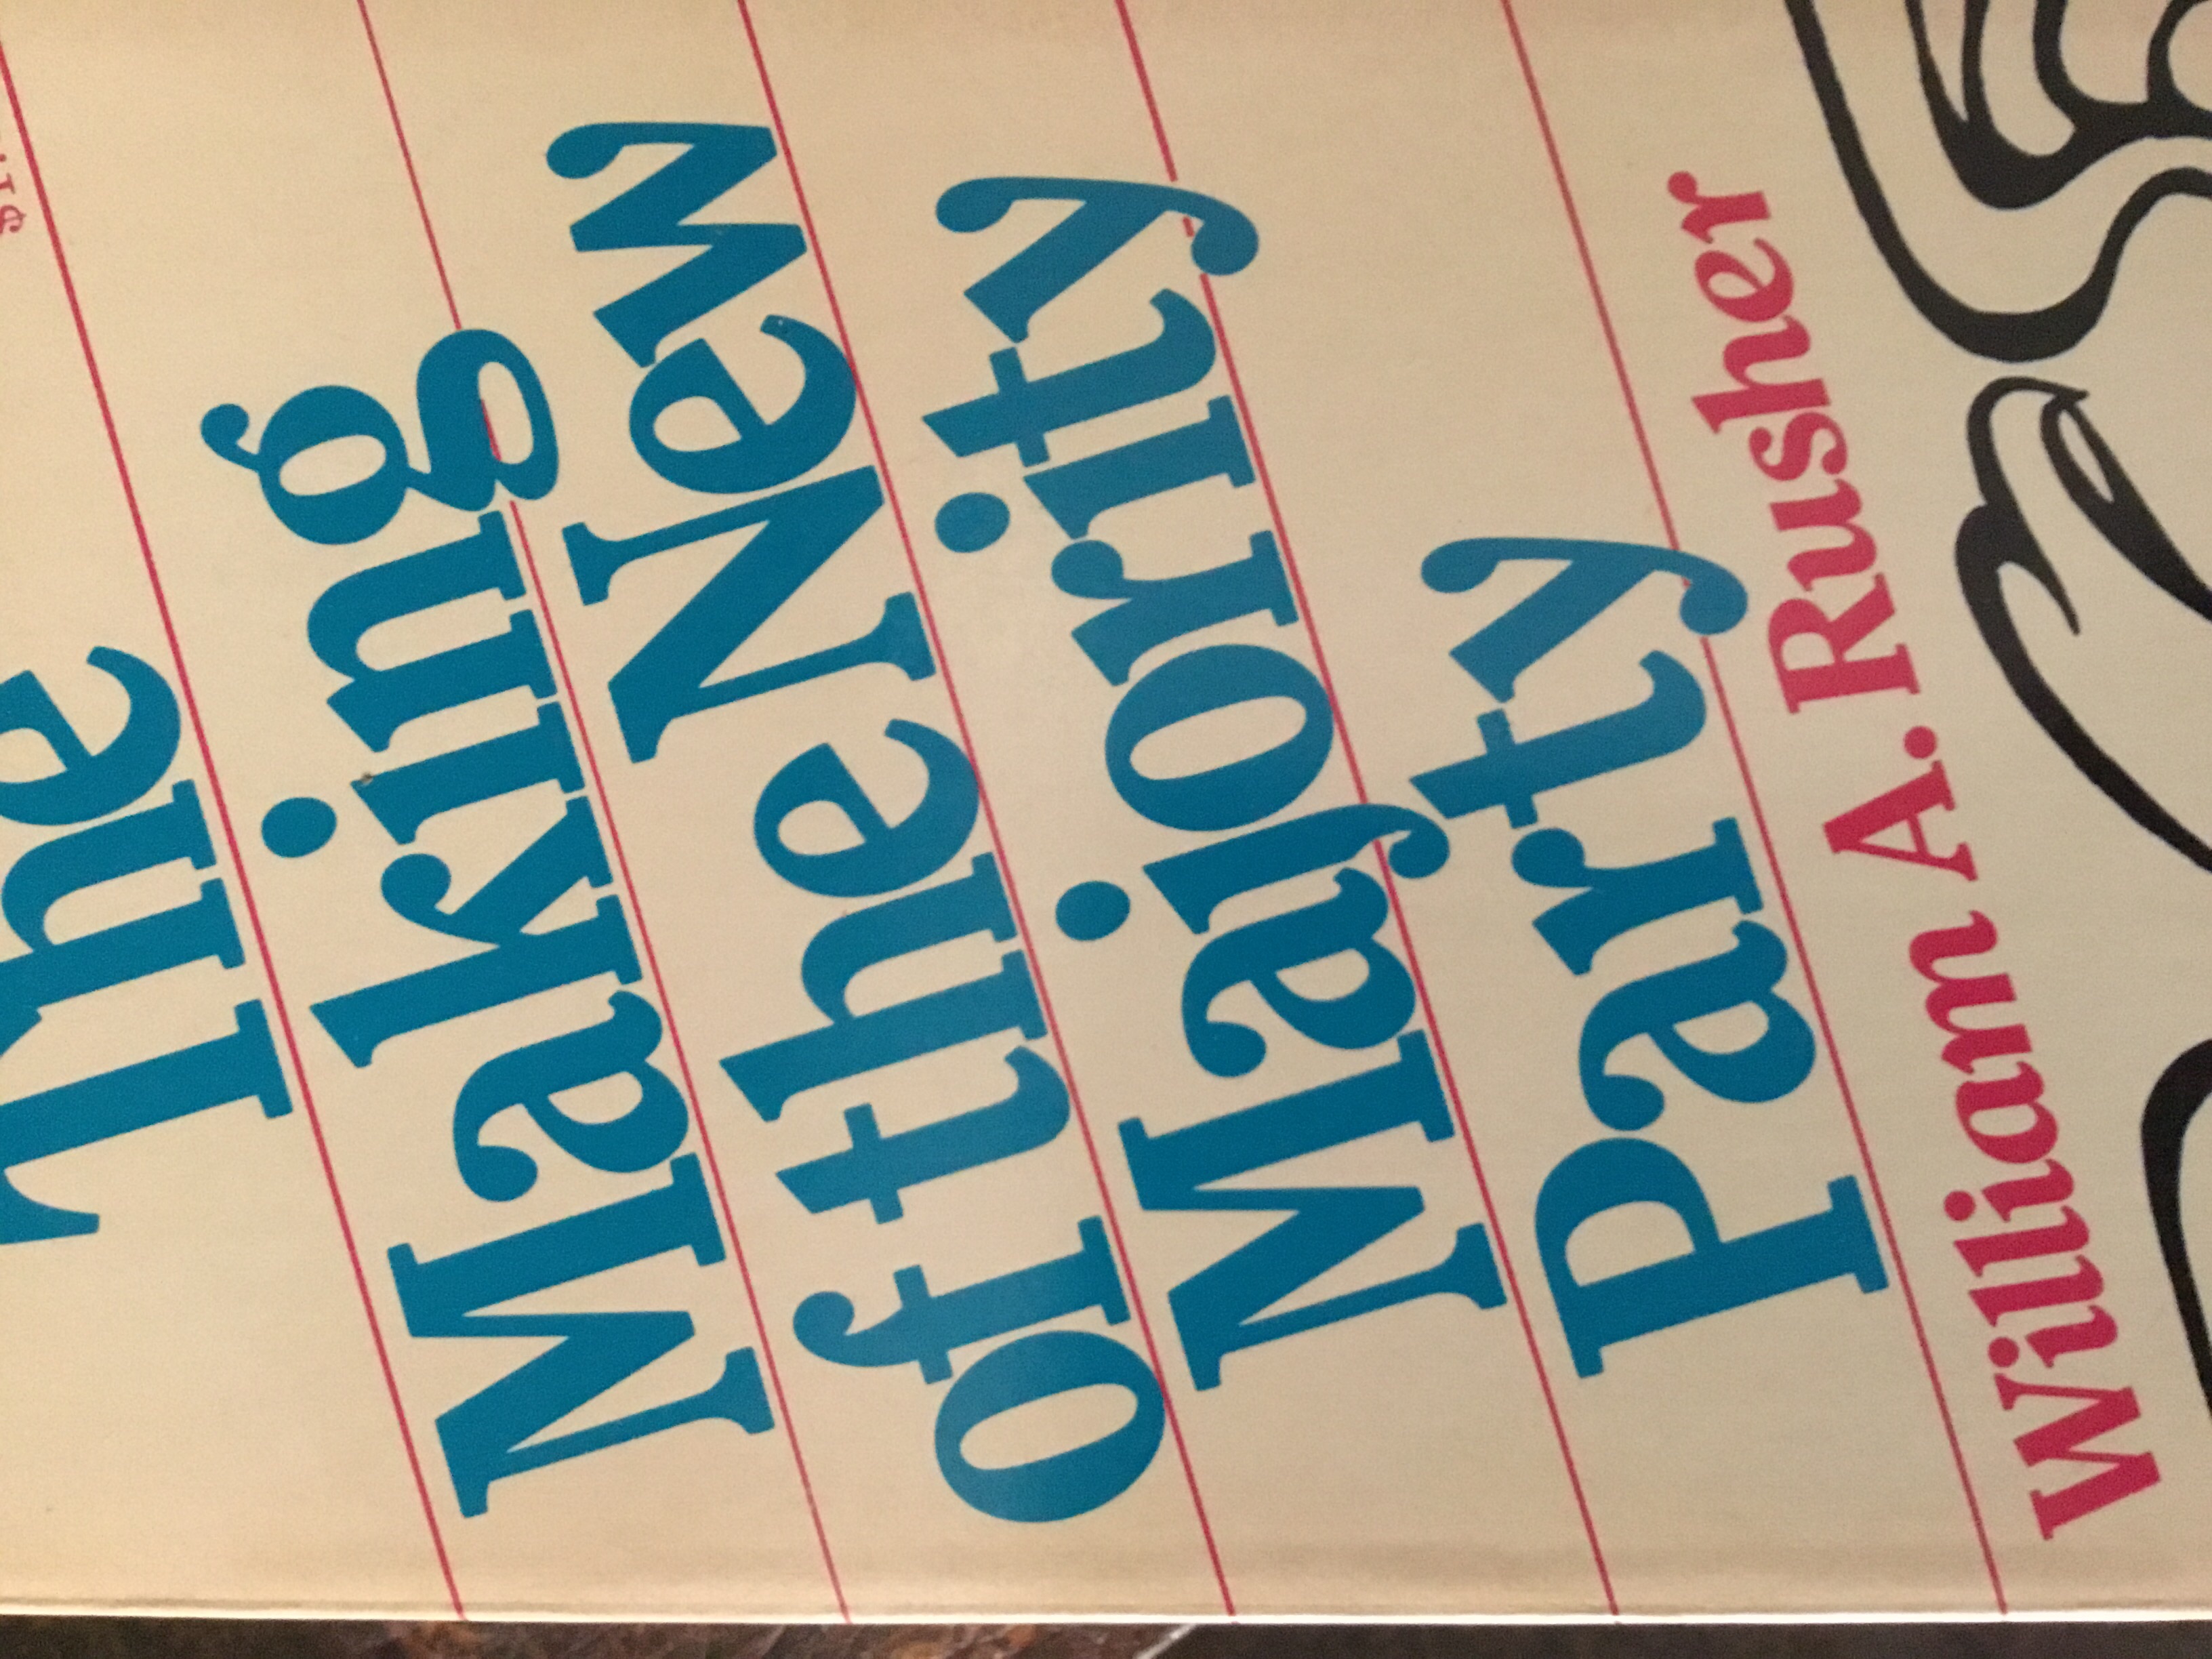 The
Making
of the New
Majority
Party
William A. Rusher